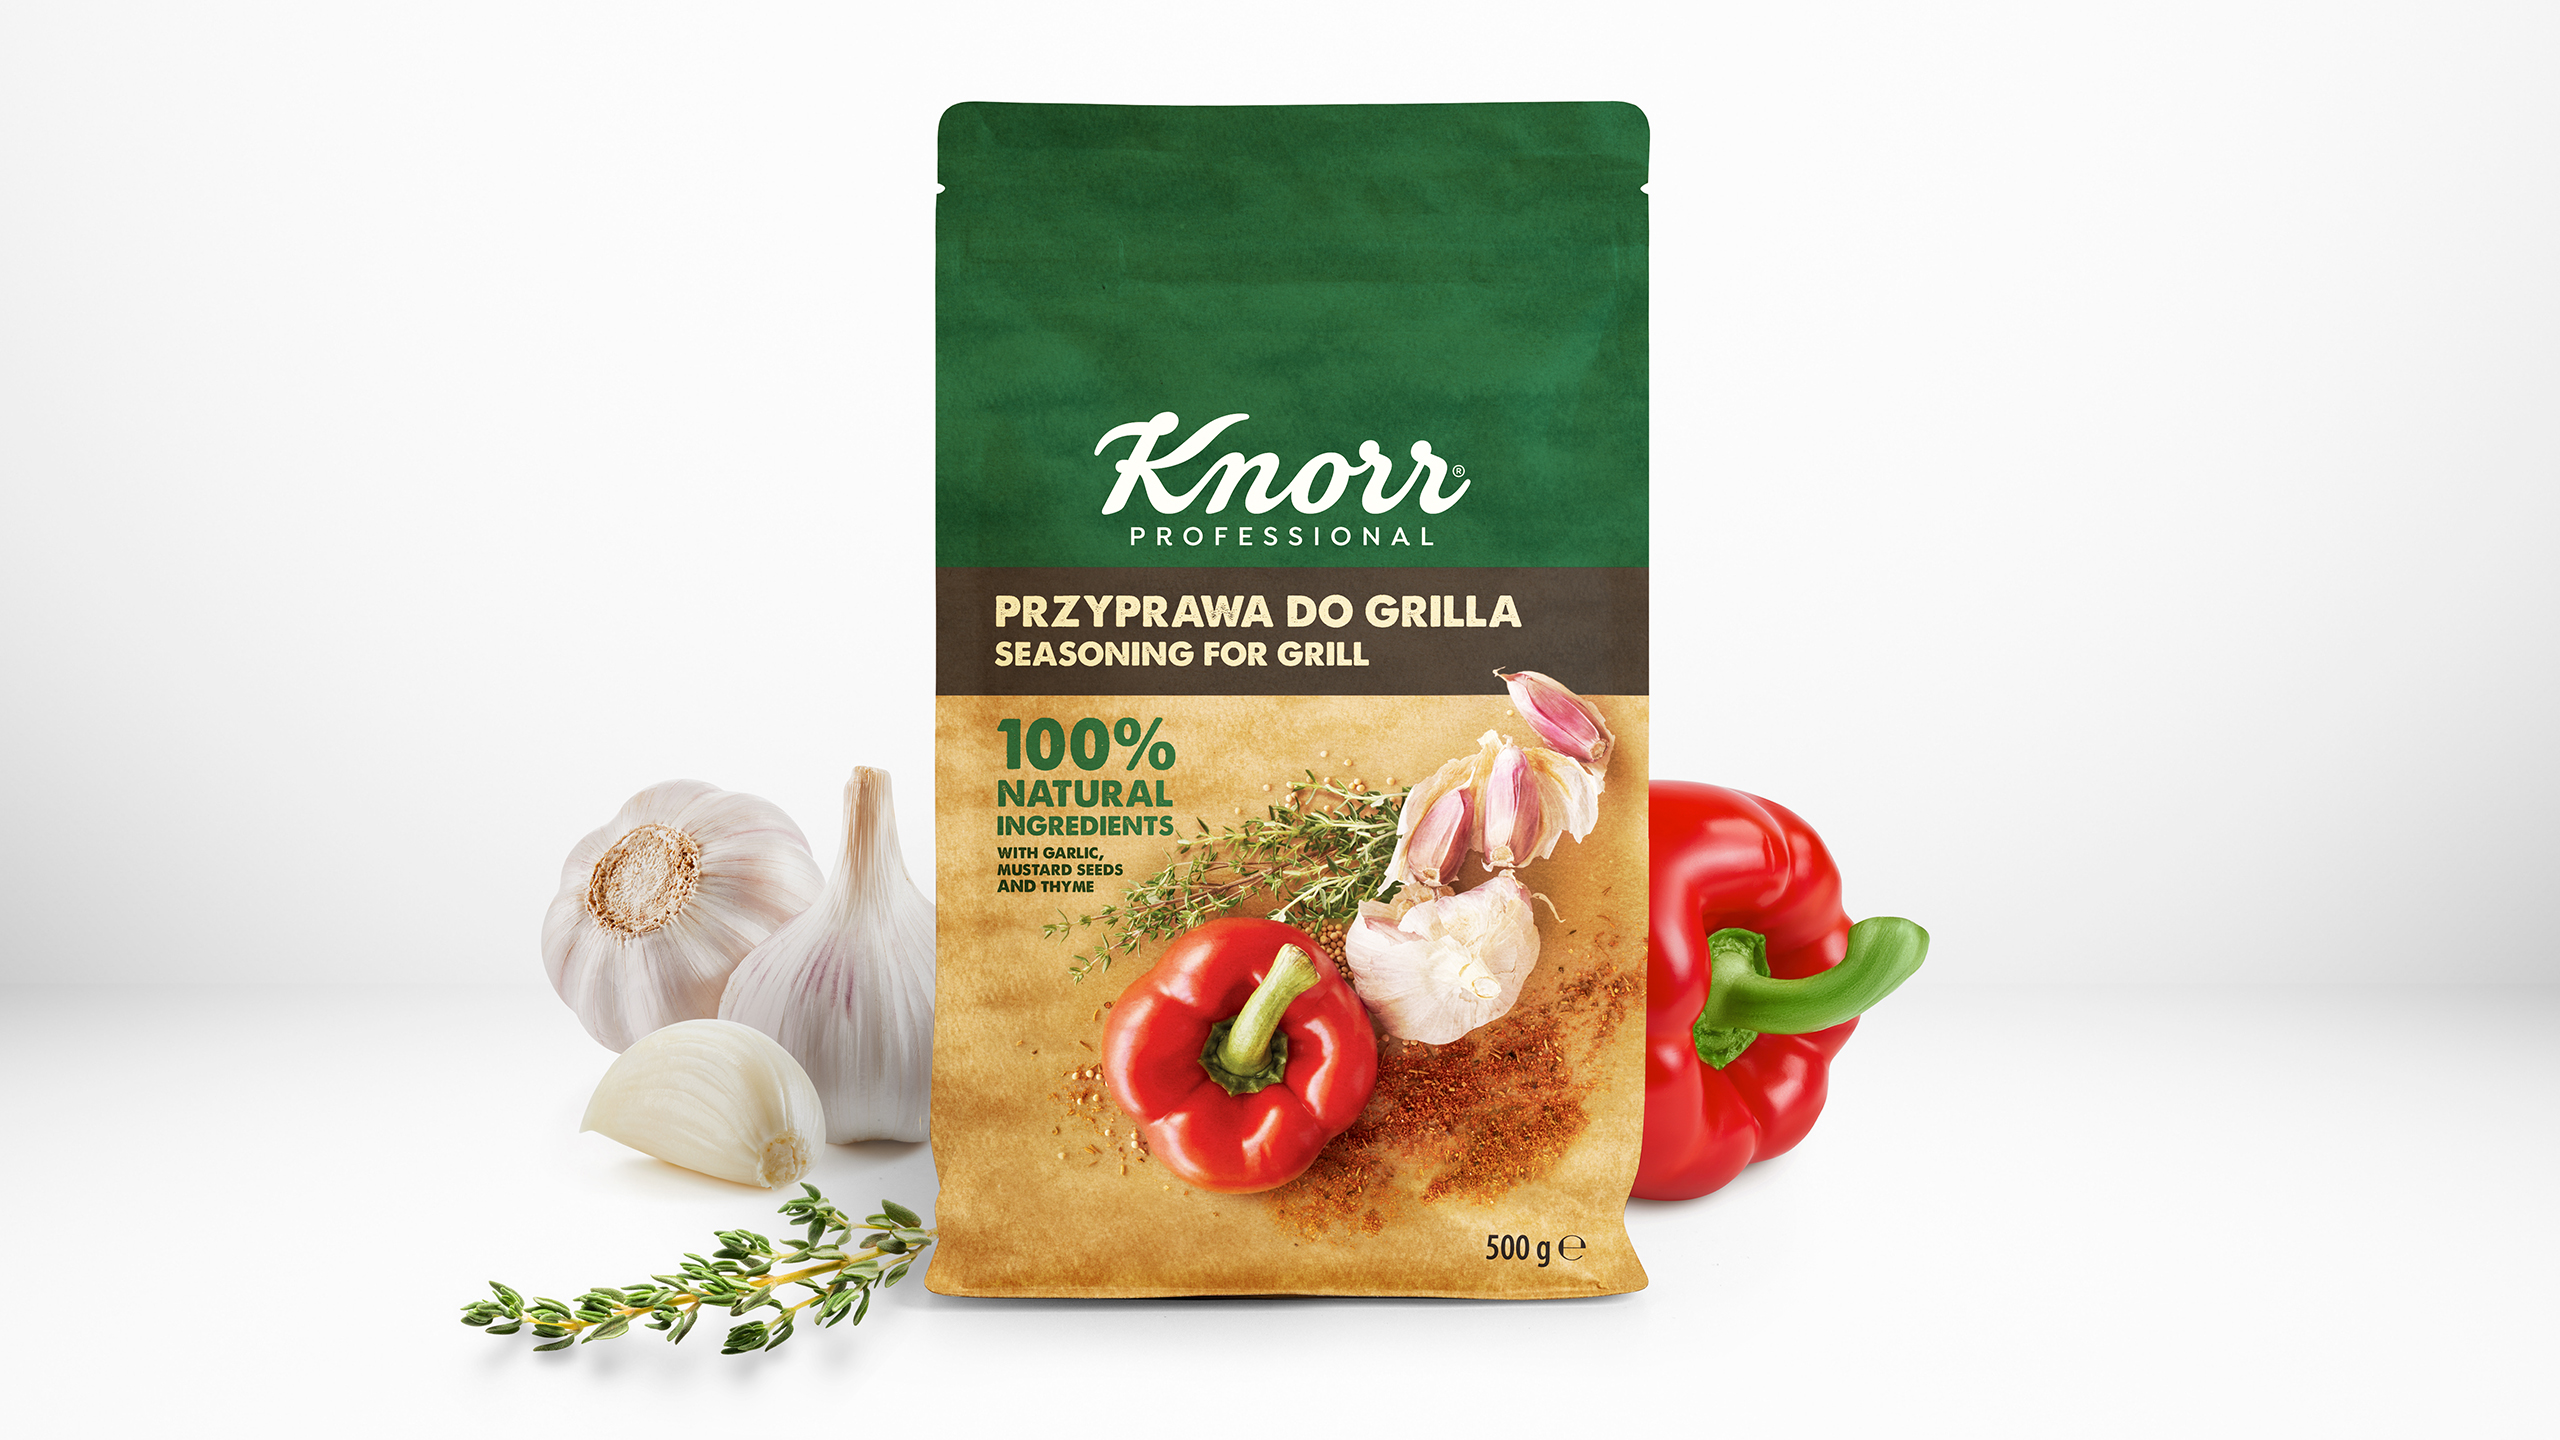 Knorr®
PROFESSIONAL
PRZYPRAWA DO GRILLA
SEASONING FOR GRILL
100%
NATURAL
INGREDIENTS
WITH GARLIC,
MUSTARD SEEDS
AND THYME
500 g ℮